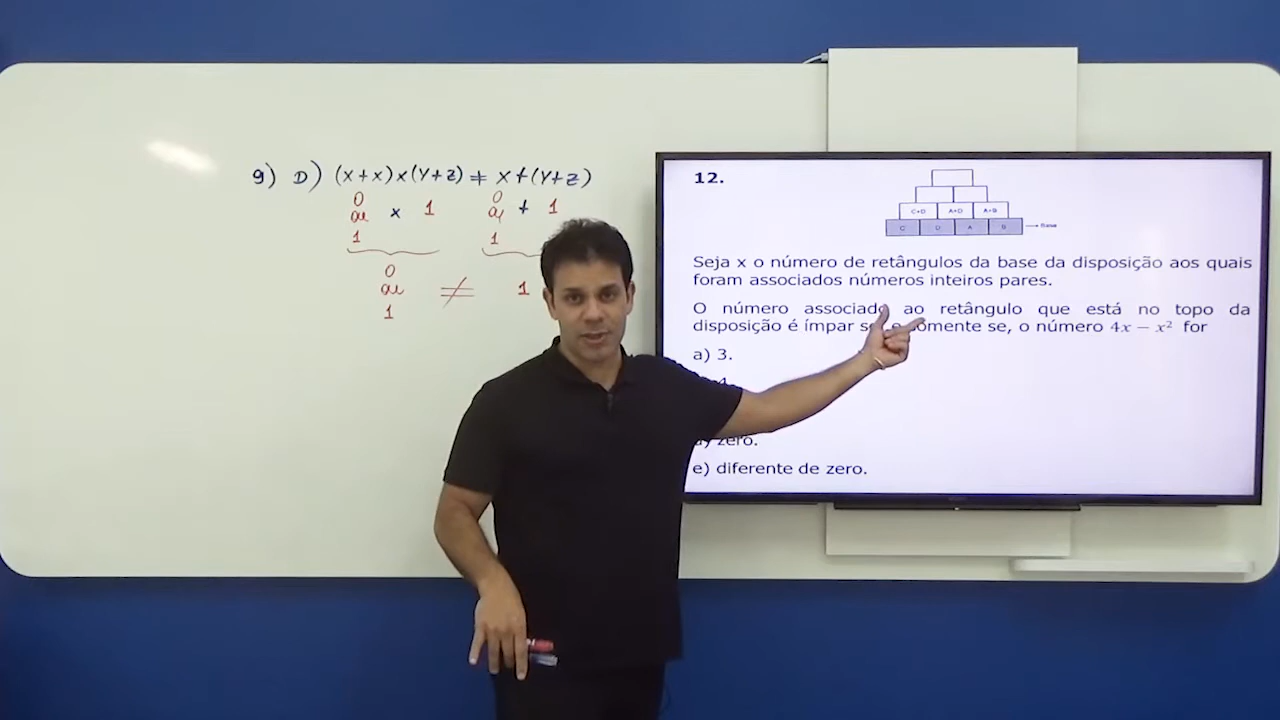 9) D) (x+x)x(Y+Z) ≠ x+(Y+Z)
0 0
ou x 1 ou + 1
1 1
0
ou ≠ 1
1
12.
C+D A+D A+B
C D A B Base
Seja x o número de retângulos da base da disposição aos quais
foram associados números inteiros pares.
O número associado ao retângulo que está no topo da
disposição é ímpar se, e somente se, o número 4x − x² for
a) 3.
4.
d) zero.
e) diferente de zero.